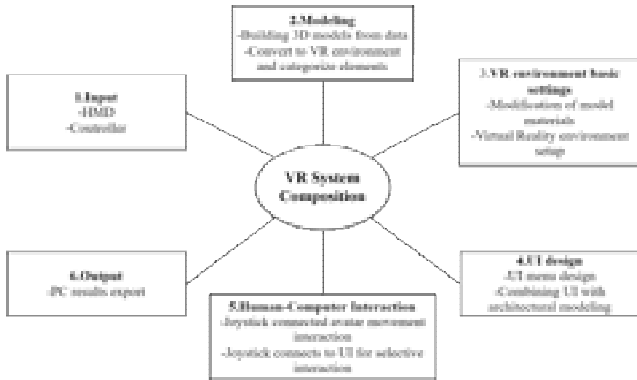 2.Modeling
-Building 3D models from data
-Convert to VR environment
and categorize elements
1.Input
-HMD
-Controller
3.VR environment basic
settings
-Modification of model
materials
-Virtual Reality environment
setup
VR System
Composition
6.Output
-PC results export
4.UI design
-UI menu design
-Combining UI with
architectural modeling
5.Human-Computer Interaction
-Joystick connected avatar movement
interaction
-Joystick connects to UI for selective
interaction